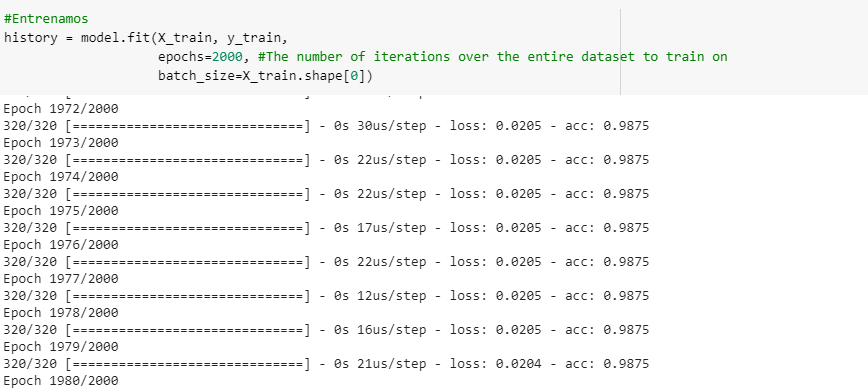 #Entrenamos
history = model.fit(X_train, y_train,
epochs=2000, #The number of iterations over the entire dataset to train on
batch_size=X_train.shape[0])
Epoch 1972/2000
320/320 [==============================] - 0s 30us/step - loss: 0.0205 - acc: 0.9875
Epoch 1973/2000
320/320 [==============================] - 0s 22us/step - loss: 0.0205 - acc: 0.9875
Epoch 1974/2000
320/320 [==============================] - 0s 22us/step - loss: 0.0205 - acc: 0.9875
Epoch 1975/2000
320/320 [==============================] - 0s 17us/step - loss: 0.0205 - acc: 0.9875
Epoch 1976/2000
320/320 [==============================] - 0s 22us/step - loss: 0.0205 - acc: 0.9875
Epoch 1977/2000
320/320 [==============================] - 0s 12us/step - loss: 0.0205 - acc: 0.9875
Epoch 1978/2000
320/320 [==============================] - 0s 16us/step - loss: 0.0205 - acc: 0.9875
Epoch 1979/2000
320/320 [==============================] - 0s 21us/step - loss: 0.0204 - acc: 0.9875
Epoch 1980/2000